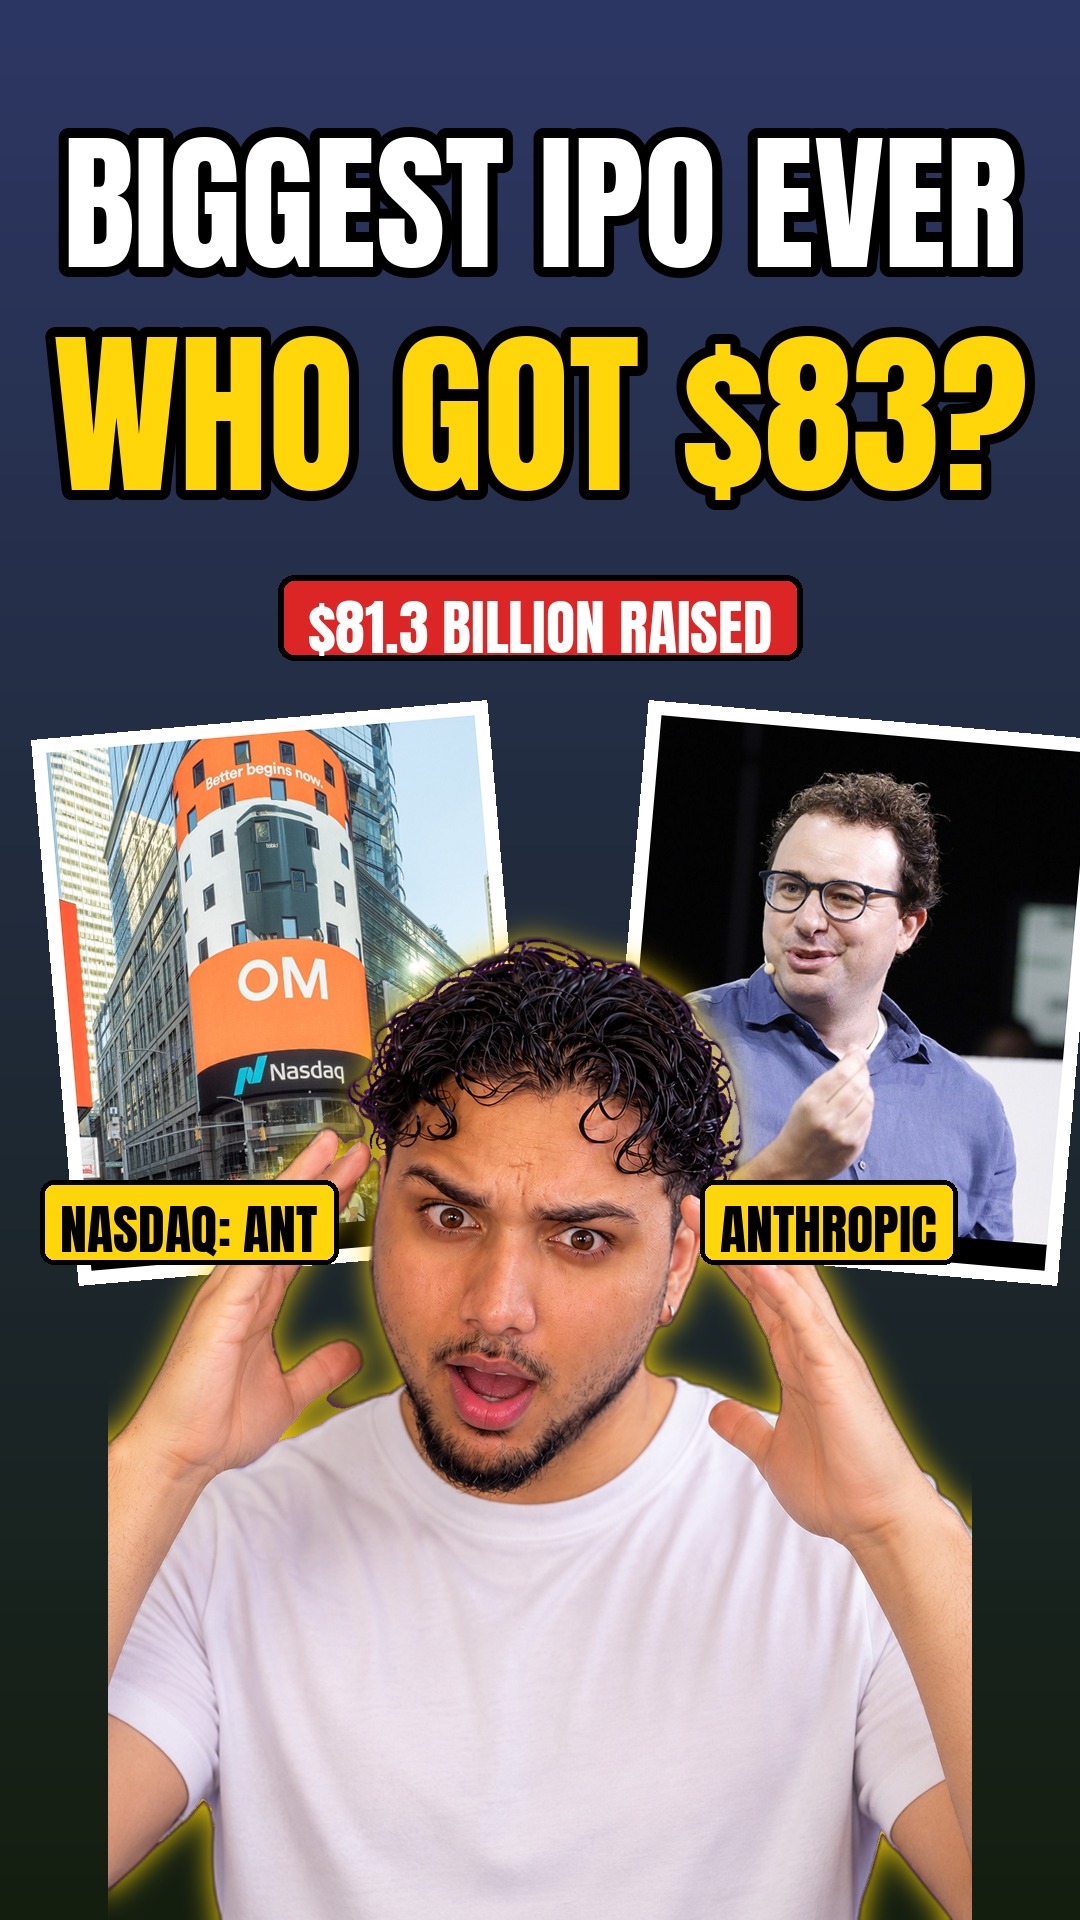 BIGGEST IPO EVER
WHO GOT $83?
$81.3 BILLION RAISED
Better begins now.
OM
Nasdaq
NASDAQ: ANT
ANTHROPIC